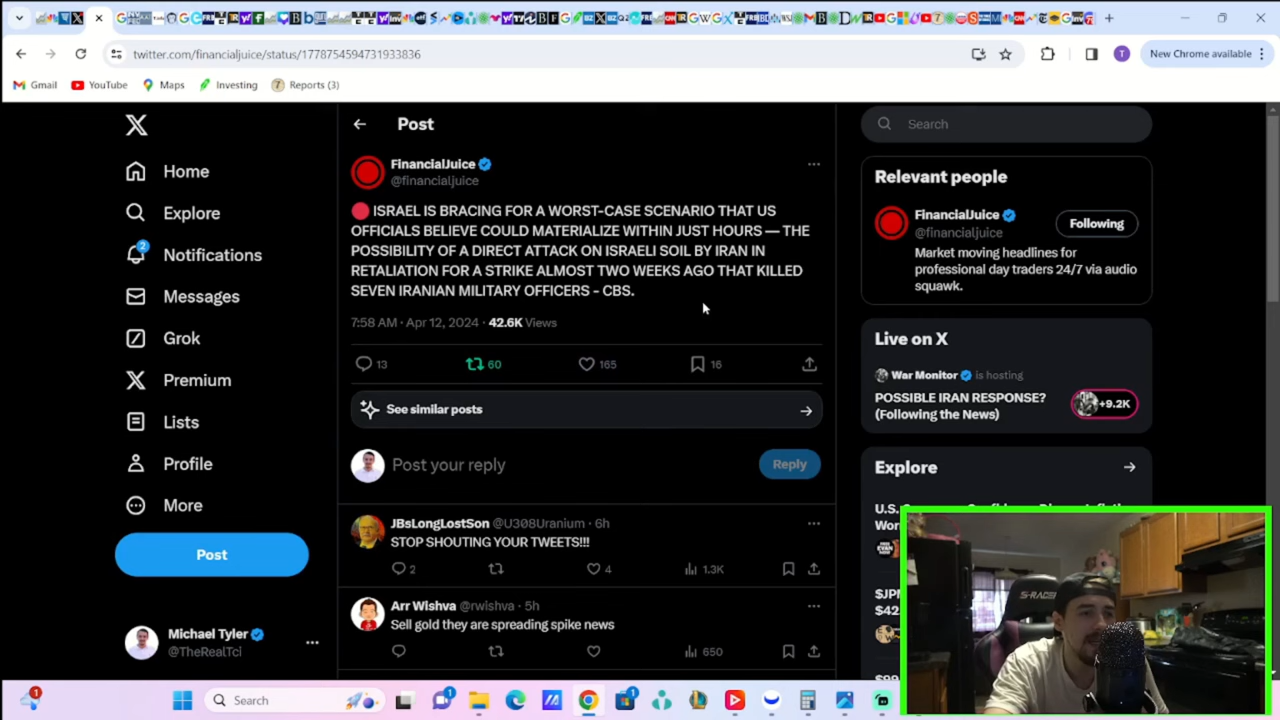 twitter.com/financialjuice/status/1778754594731933836
New Chrome available
Gmail
YouTube
Maps
Investing
Reports (3)
Home
Explore
2
Notifications
Messages
Grok
Premium
Lists
Profile
More
Post
Michael Tyler
@TheRealTcl
Post
FinancialJuice
@financialjuice
ISRAEL IS BRACING FOR A WORST-CASE SCENARIO THAT US
OFFICIALS BELIEVE COULD MATERIALIZE WITHIN JUST HOURS — THE
POSSIBILITY OF A DIRECT ATTACK ON ISRAELI SOIL BY IRAN IN
RETALIATION FOR A STRIKE ALMOST TWO WEEKS AGO THAT KILLED
SEVEN IRANIAN MILITARY OFFICERS - CBS.
7:58 AM · Apr 12, 2024 · 42.6K Views
13 60 165 16
See similar posts
Post your reply
Reply
JBsLongLostSon @U308Uranium · 6h
STOP SHOUTING YOUR TWEETS!!!
2 4 1.3K
Arr Wishva @rwishva · 5h
Sell gold they are spreading spike news
650
Search
Relevant people
FinancialJuice
@financialjuice
Following
Market moving headlines for
professional day traders 24/7 via audio
squawk.
Live on X
War Monitor is hosting
POSSIBLE IRAN RESPONSE?
(Following the News)
+9.2K
Explore
S-RACER
1
Search
1
1